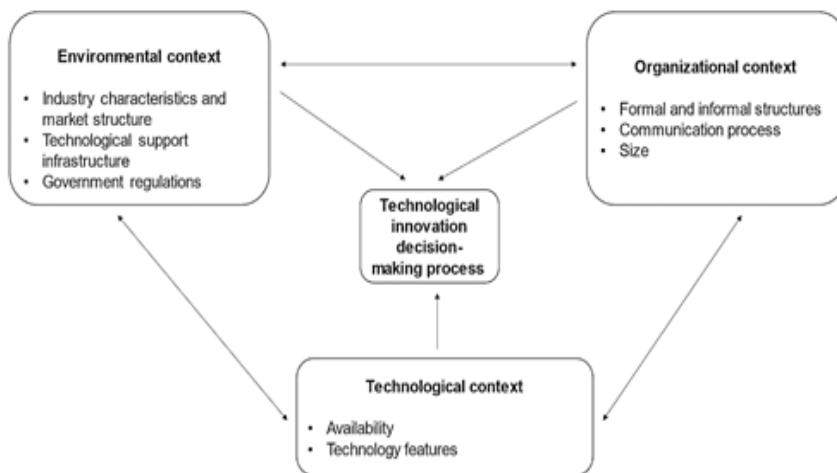 Environmental context
• Industry characteristics and
market structure
• Technological support
infrastructure
• Government regulations
Organizational context
• Formal and informal structures
• Communication process
• Size
Technological
innovation
decision-
making process
Technological context
• Availability
• Technology features